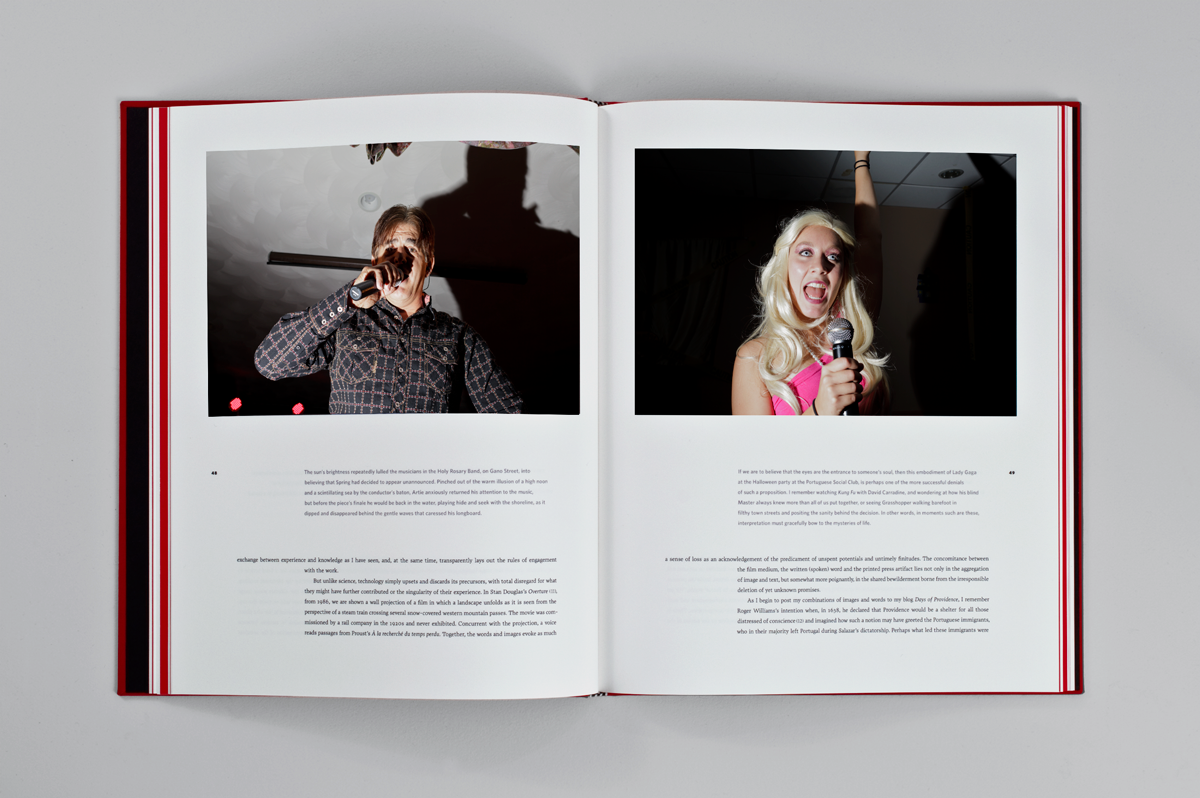 48
The sun's brightness repeatedly lulled the musicians in the Holy Rosary Band, on Gano Street, into
believing that Spring had decided to appear unannounced. Pinched out of the warm illusion of a high noon
and a scintillating sea by the conductor's baton, Artie anxiously returned his attention to the music;
but before the piece's finale he would be back in the water, playing hide and seek with the shoreline, as it
dipped and disappeared behind the gentle waves that caressed his longboard.
exchange between experience and knowledge as I have seen, and, at the same time, transparently lays out the rules of engagement
with the work.
But unlike science, technology simply upsets and discards its precursors, with total disregard for what
they might have further contributed or the singularity of their experience. In Stan Douglas's Overture (11),
from 1986, we are shown a wall projection of a film in which a landscape unfolds as it is seen from the
perspective of a steam train crossing several snow-covered western mountain passes. The movie was com-
missioned by a rail company in the 1920s and never exhibited. Concurrent with the projection, a voice
reads passages from Proust's À la recherché du temps perdu. Together, the words and images evoke as much
49
If we are to believe that the eyes are the entrance to someone's soul, then this embodiment of Lady Gaga
at the Halloween party at the Portuguese Social Club, is perhaps one of the more successful denials
of such a proposition. I remember watching Kung Fu with David Carradine, and wondering at how his blind
Master always knew more than all of us put together, or seeing Grasshopper walking barefoot in
filthy town streets and positing the sanity behind the decision. In other words, in moments such as these,
interpretation must gracefully bow to the mysteries of life.
a sense of loss as an acknowledgement of the predicament of unspent potentials and untimely finitudes. The concomitance between
the film medium, the written (spoken) word and the printed press artifact lies not only in the aggregation
of image and text, but somewhat more poignantly, in the shared bewilderment borne from the irresponsible
deletion of yet unknown promises.
As I begin to post my combinations of images and words to my blog Days of Providence, I remember
Roger William's intention when, in 1636, he declared that Providence would be a shelter for all those
distressed of conscience (12) and imagined how such a notion may have greeted the Portuguese immigrants,
who in their majority left Portugal during Salazar's dictatorship. Perhaps what led these immigrants were